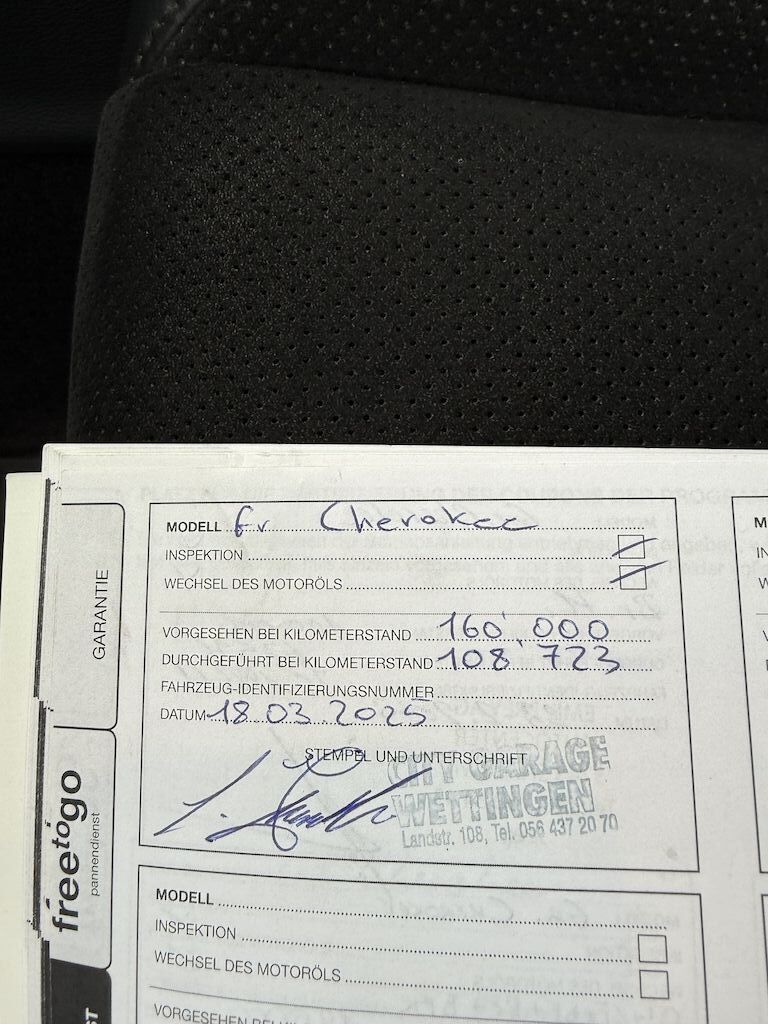 GARANTIE
freetogo
pannendienst
MODELL Gr Cherokee
INSPEKTION
WECHSEL DES MOTORÖLS
VORGESEHEN BEI KILOMETERSTAND 160'000
DURCHGEFÜHRT BEI KILOMETERSTAND 108'723
FAHRZEUG-IDENTIFIZIERUNGSNUMMER
DATUM 18.03.2025
STEMPEL UND UNTERSCHRIFT
CITY GARAGE
WETTINGEN
Landstr. 108, Tel. 056 437 20 70
MODELL
INSPEKTION
WECHSEL DES MOTORÖLS
VORGESEHEN